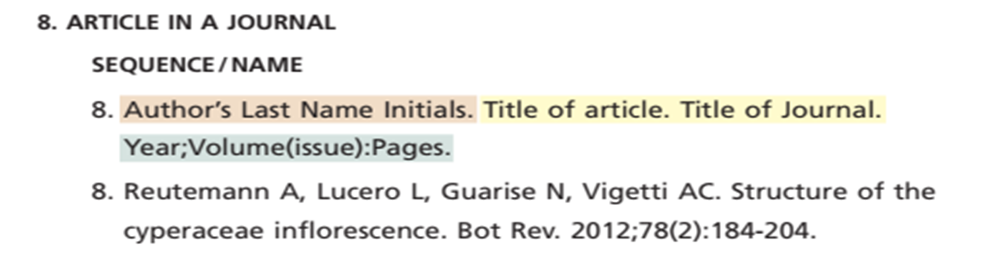 8. ARTICLE IN A JOURNAL
SEQUENCE/NAME
8. Author’s Last Name Initials. Title of article. Title of Journal.
Year;Volume(issue):Pages.
8. Reutemann A, Lucero L, Guarise N, Vigetti AC. Structure of the
cyperaceae inflorescence. Bot Rev. 2012;78(2):184-204.